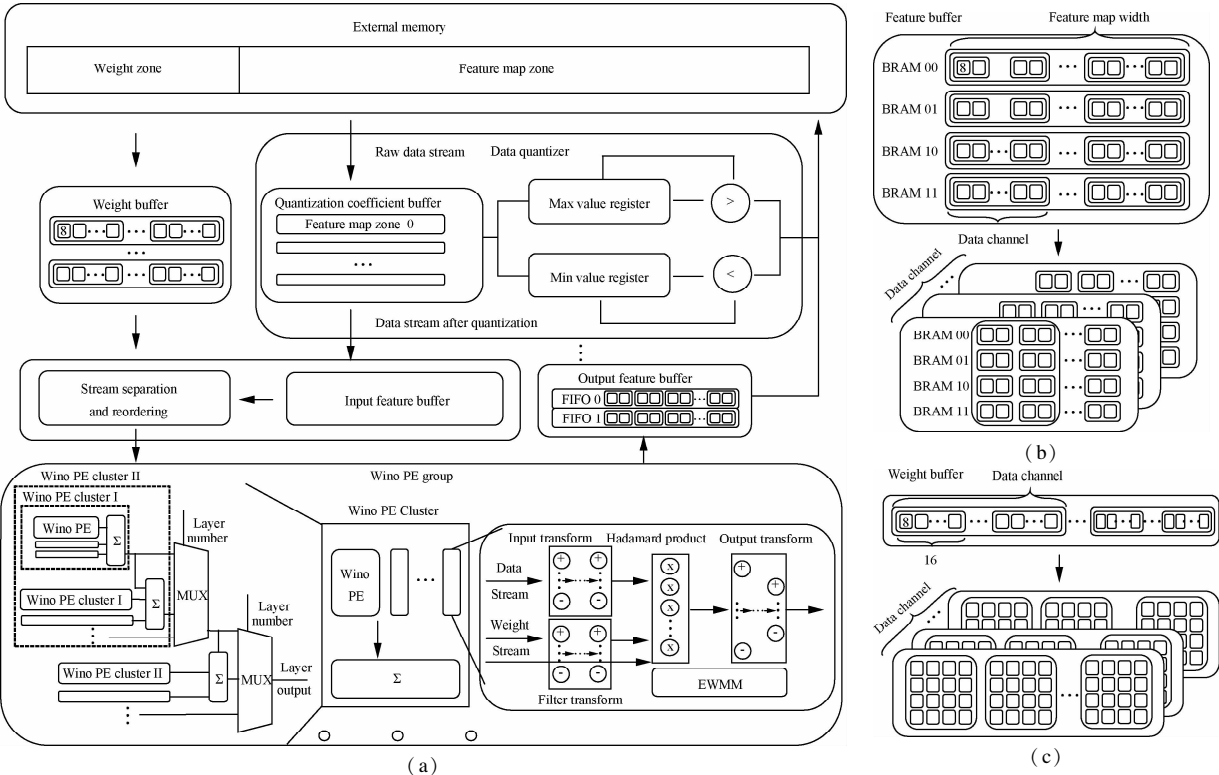 External memory
Weight zone
Feature map zone
Raw data stream
Data quantizer
Weight buffer
8
Quantization coefficient buffer
Feature map zone 0
Max value register
>
Min value register
<
Data stream after quantization
Stream separation
and reordering
Input feature buffer
Output feature buffer
FIFO 0
FIFO 1
Wino PE cluster II
Wino PE cluster I
Wino PE
Σ
Layer
number
MUX
Wino PE cluster I
Σ
Layer
number
Wino PE cluster II
Σ
MUX
Layer
output
Wino PE group
Wino PE Cluster
Wino
PE
Σ
Input transform
Hadamard product
Output transform
Data
Stream
Weight
Stream
+ +
- -
+ +
- -
x
x
x
x
+
+
-
-
Filter transform
EWMM
(a)
Feature buffer
Feature map width
BRAM 00
8
BRAM 01
BRAM 10
BRAM 11
Data channel
Data channel
BRAM 00
BRAM 01
BRAM 10
BRAM 11
(b)
Weight buffer
Data channel
8
16
Data channel
(c)